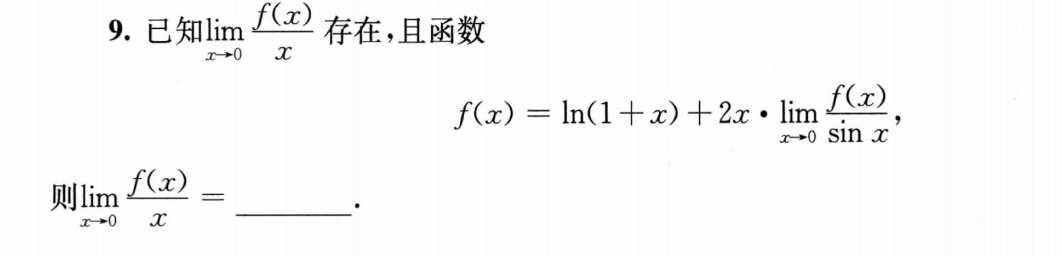 9. 已知$\lim\limits_{x \to 0} \frac{f(x)}{x}$存在,且函数
$f(x) = \ln(1+x) + 2x \cdot \lim\limits_{x \to 0} \frac{f(x)}{\sin x}$,
则$\lim\limits_{x \to 0} \frac{f(x)}{x} =$ ________.